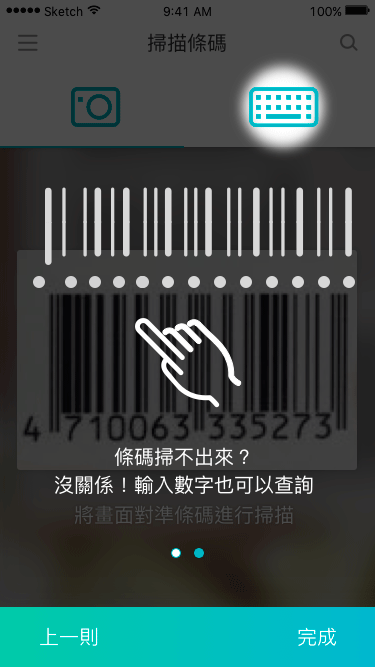 Sketch 9:41 AM 100%
掃描條碼
4 710063 335273
條碼掃不出來？
沒關係！輸入數字也可以查詢
將畫面對準條碼進行掃描
上一則 完成